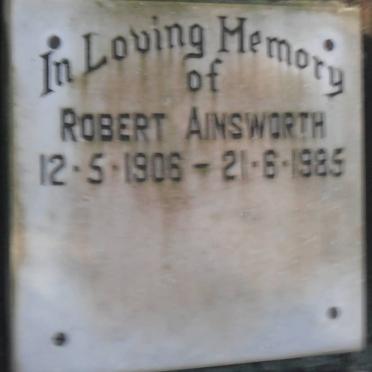 In Loving Memory
of
ROBERT AINSWORTH
12·5·1906 - 21·6·1985